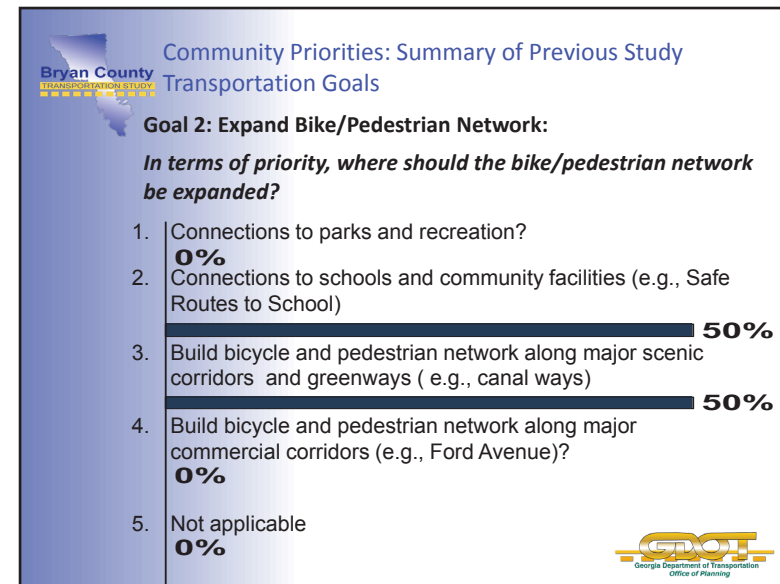 Bryan County
TRANSPORTATION STUDY
Community Priorities: Summary of Previous Study
Transportation Goals
Goal 2: Expand Bike/Pedestrian Network:
In terms of priority, where should the bike/pedestrian network
be expanded?
1. Connections to parks and recreation?
0%
2. Connections to schools and community facilities (e.g., Safe
Routes to School)
50%
3. Build bicycle and pedestrian network along major scenic
corridors and greenways ( e.g., canal ways)
50%
4. Build bicycle and pedestrian network along major
commercial corridors (e.g., Ford Avenue)?
0%
5. Not applicable
0%
GDOT
Georgia Department of Transportation
Office of Planning